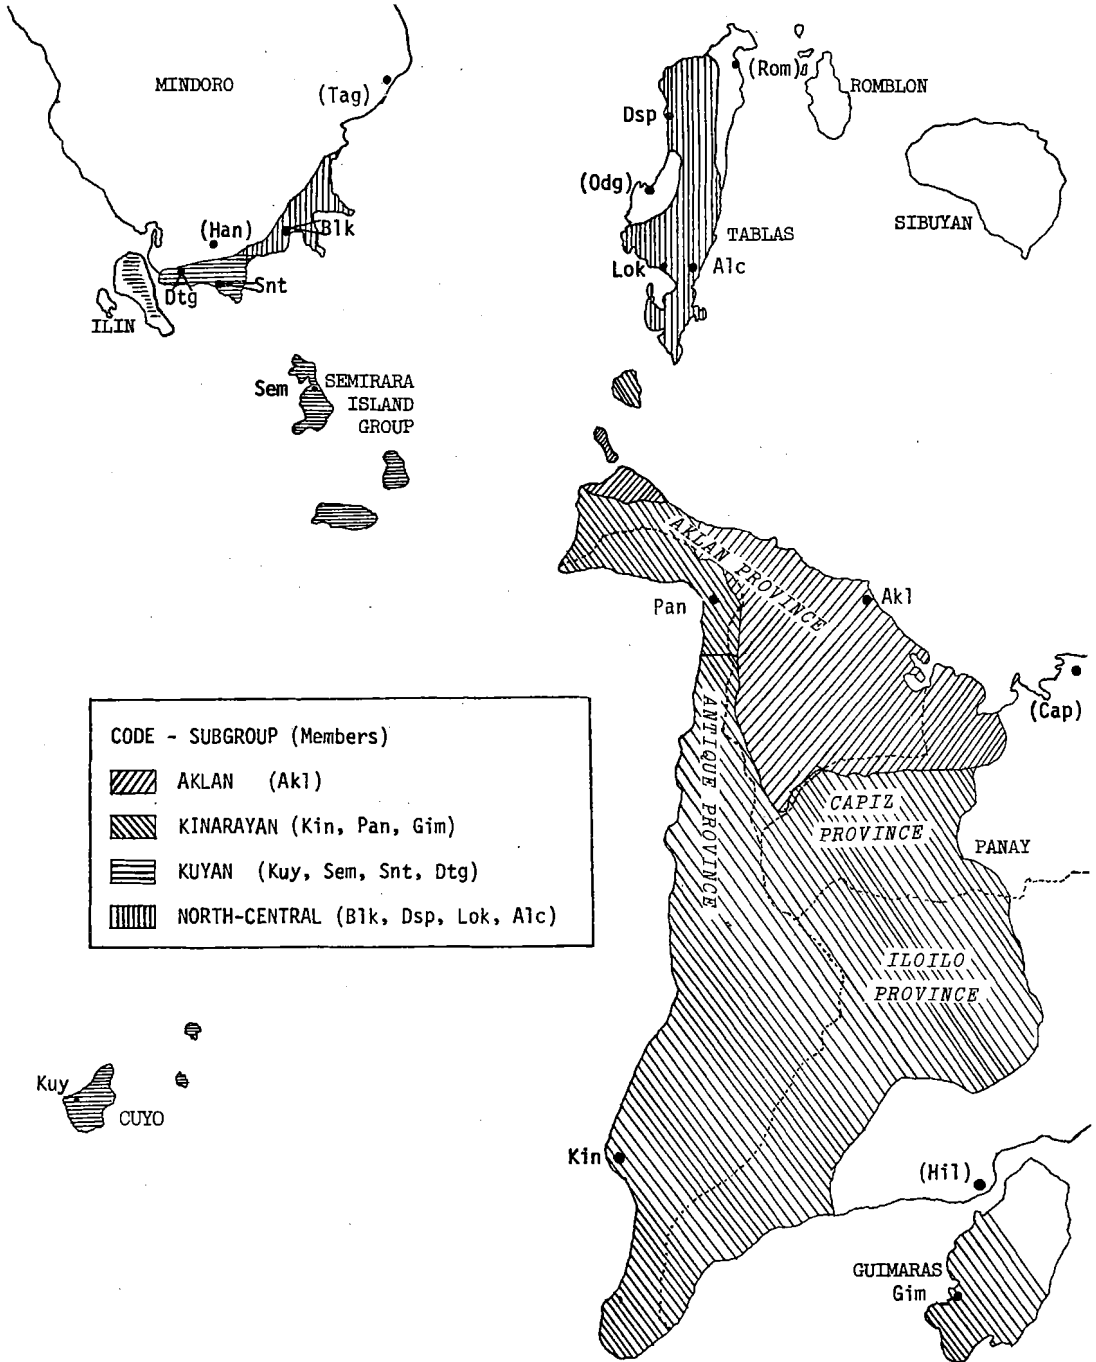 MINDORO
(Tag)
(Rom)
ROMBLON
Dsp
(Odg)
SIBUYAN
(Han)
Blk
TABLAS
Lok
Alc
Dtg
Snt
ILIN
Sem
SEMIRARA
ISLAND
GROUP
AKLAN PROVINCE
Pan
Akl
(Cap)
ANTIQUE PROVINCE
CODE - SUBGROUP (Members)
AKLAN (Akl)
KINARAYAN (Kin, Pan, Gim)
KUYAN (Kuy, Sem, Snt, Dtg)
NORTH-CENTRAL (Blk, Dsp, Lok, Alc)
CAPIZ
PROVINCE
PANAY
ILOILO
PROVINCE
Kuy
CUYO
Kin
(Hil)
GUIMARAS
Gim